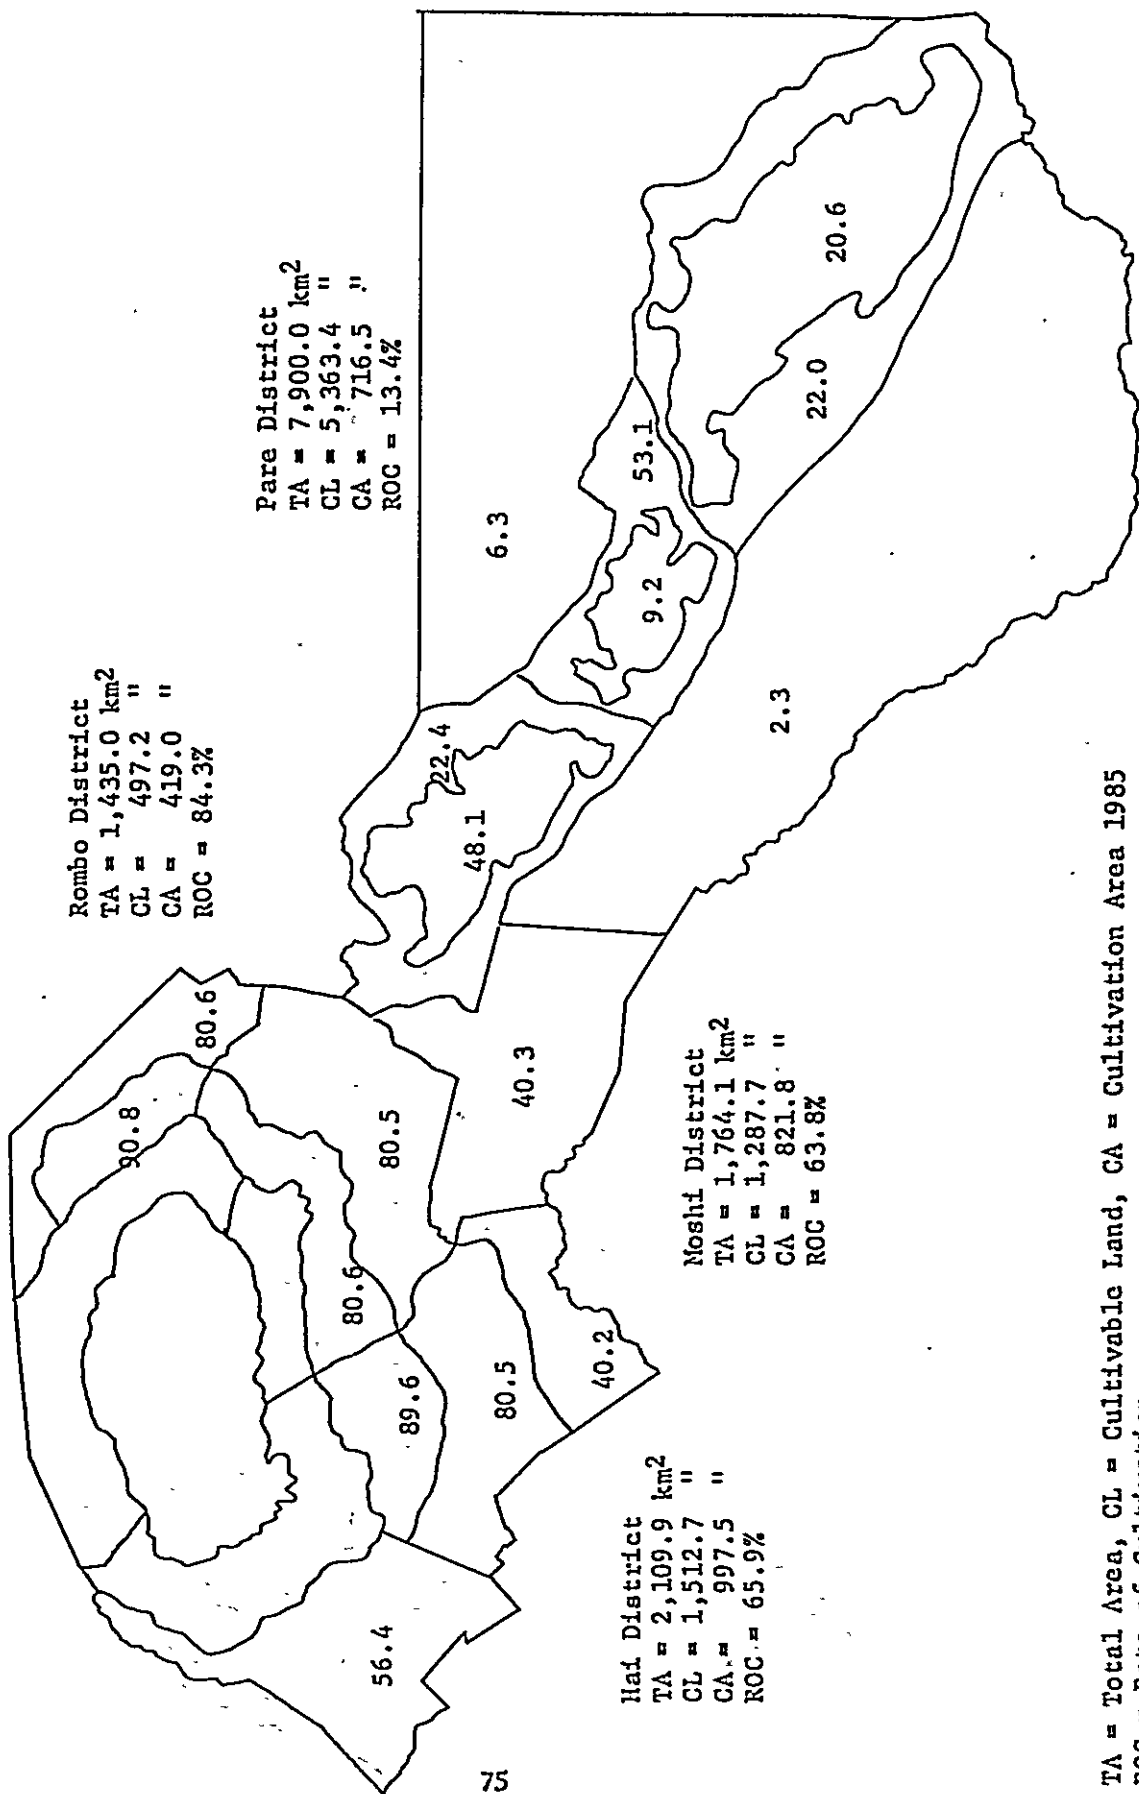 Rombo District
TA = 1,435.0 km2
CL = 497.2 "
CA = 419.0 "
ROC = 84.3%
Pare District
TA = 7,900.0 km2
CL = 5,363.4 "
CA = 716.5 "
ROC = 13.4%
80.6
90.8
22.4
6.3
53.1
20.6
48.1
9.2
22.0
80.5
80.6
89.6
56.4
80.5
40.3
40.2
2.3
Hai District
TA = 2,109.9 km2
CL = 1,512.7 "
CA = 997.5 "
ROC = 65.9%
Moshi District
TA = 1,764.1 km2
CL = 1,287.7 "
CA = 821.8 "
ROC = 63.8%
TA = Total Area, CL = Cultivable Land, CA = Cultivation Area 1985
ROC = Rate of Cultivation
75